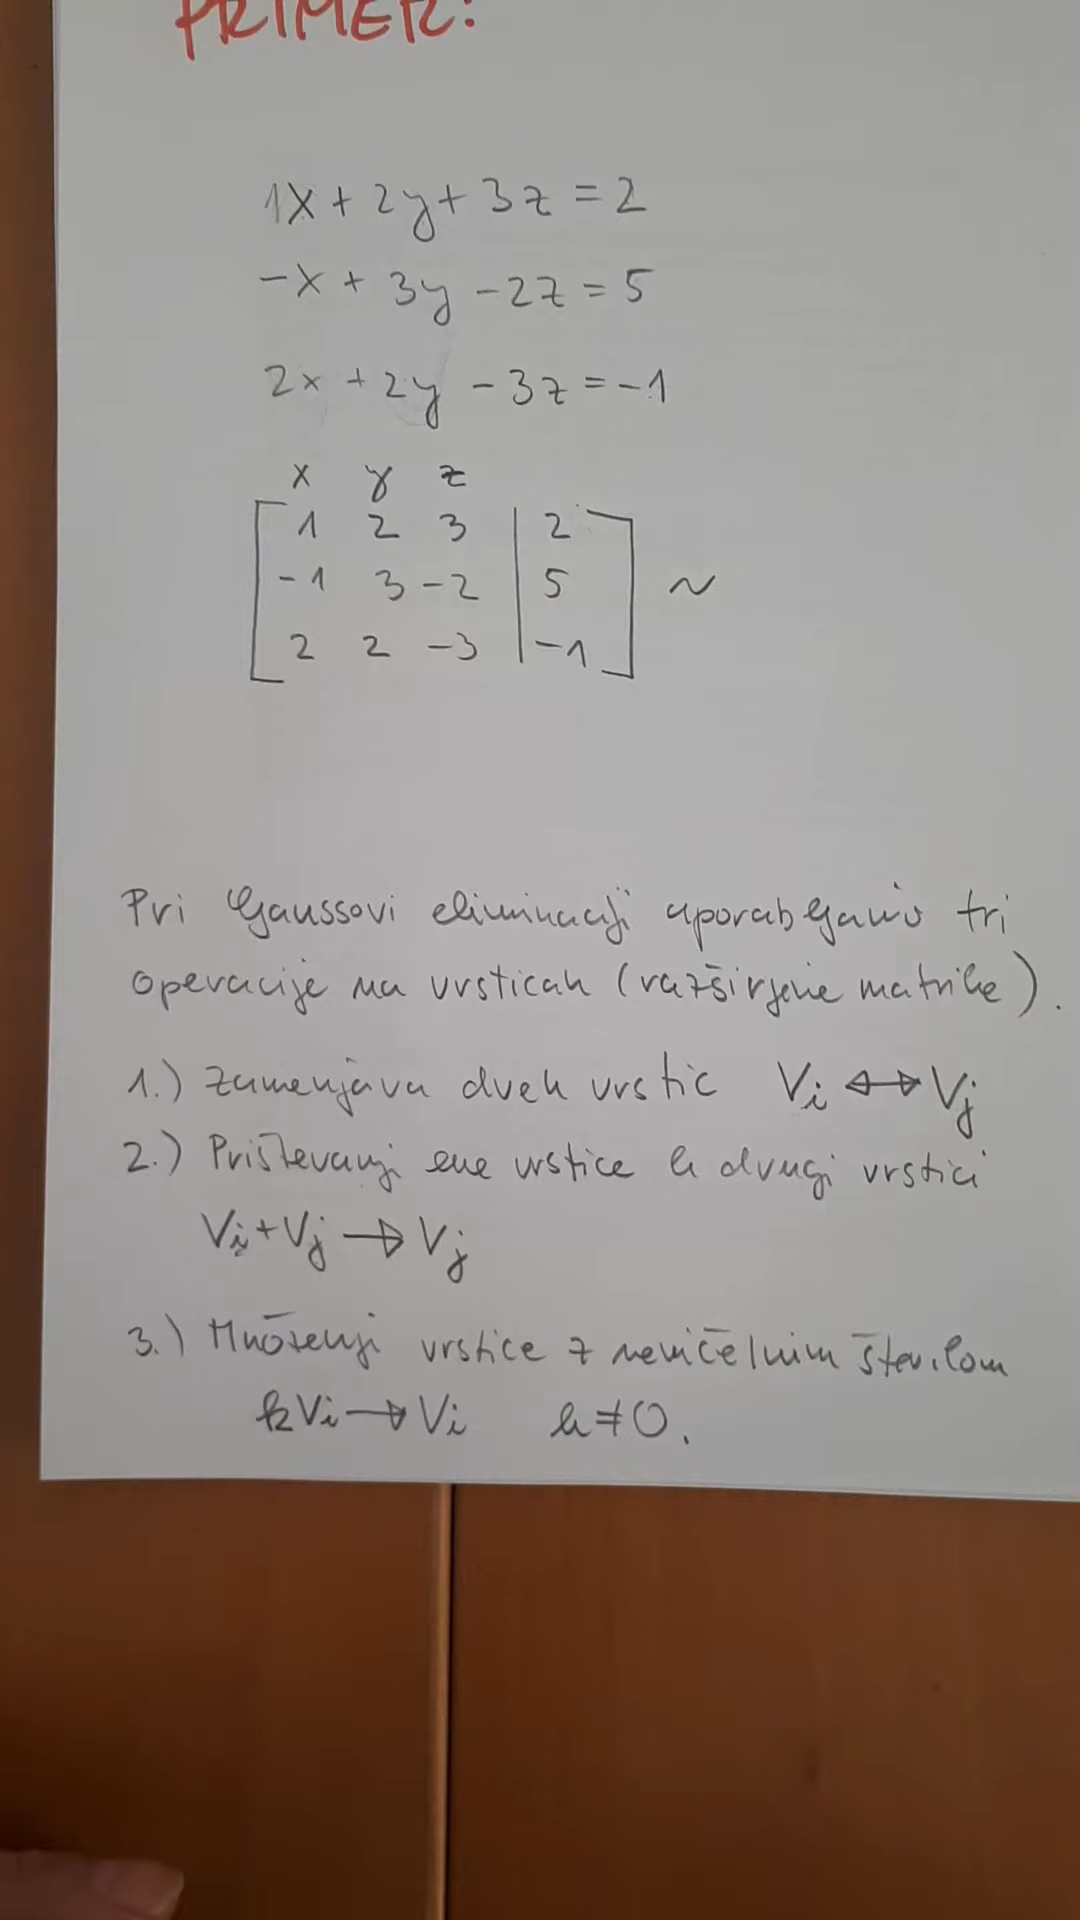 PRIMER:
1x + 2y + 3z = 2
-x + 3y - 2z = 5
2x + 2y - 3z = -1
x y z
1 2 3 | 2
-1 3 -2 | 5 ~
2 2 -3 | -1
Pri Gaussovi eliminaciji uporabljamo tri
operacije na vrsticah (razširjene matrike).
1.) Zamenjava dveh vrstic Vi ↔ Vj
2.) Prištevanje ene vrstice k drugi vrstici
Vi + Vj → Vj
3.) Množenje vrstice z neničelnim številom
kVi → Vi k ≠ 0.